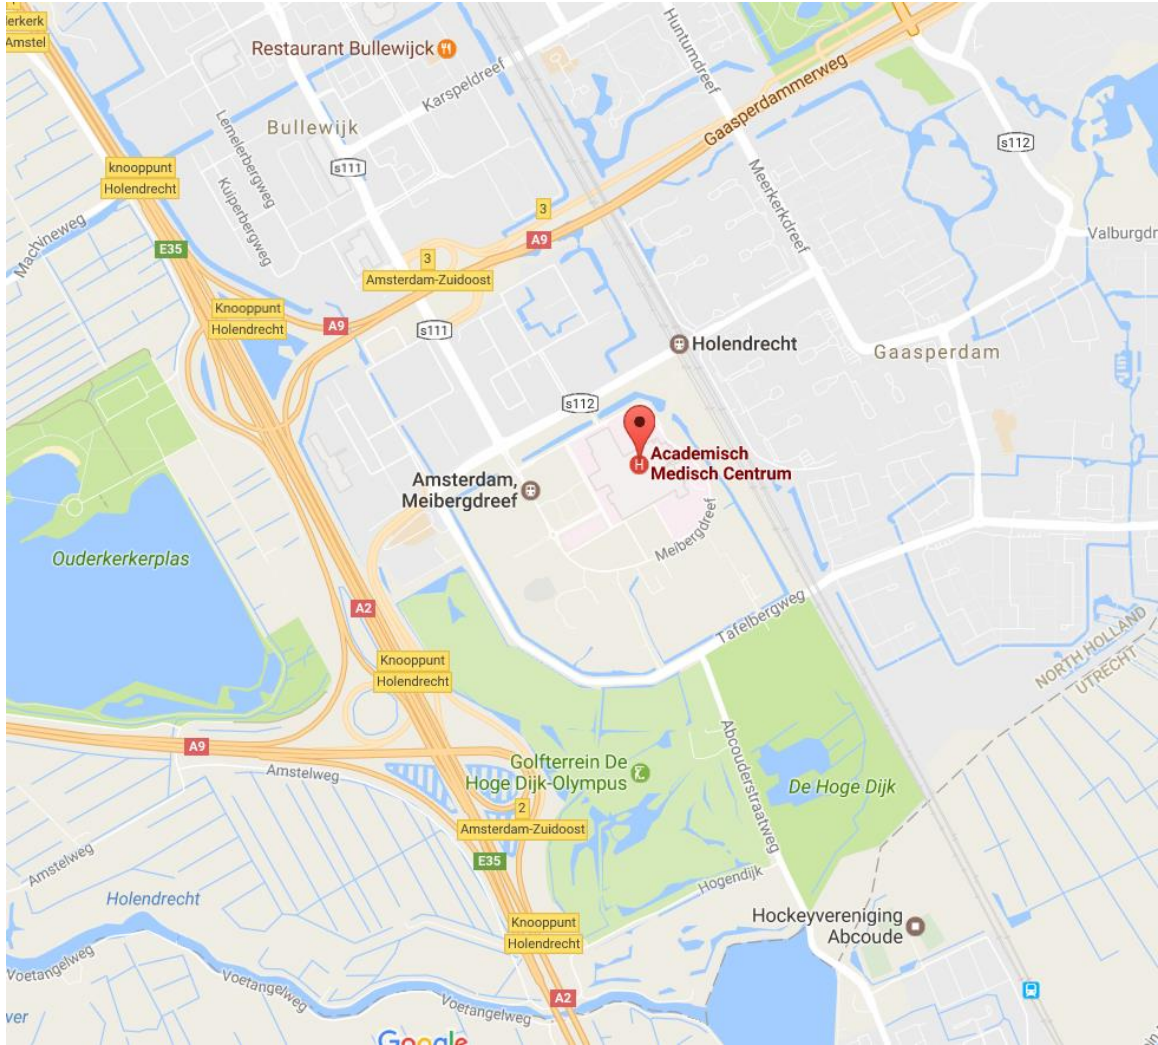 lerkerk
Amstel
Restaurant Bullewijck
Karspeldreef
Huntumdreef
Gaasperdammerweg
Lemelerbergweg
Bullewijk
s111
s112
knooppunt
Holendrecht
Kuiperbergweg
Meerkerkdreef
Machineweg
3
E35
A9
Valburgdr
3
Amsterdam-Zuidoost
Knooppunt
Holendrecht
A9
s111
Holendrecht
Gaasperdam
s112
H
Academisch
Medisch Centrum
Amsterdam,
Meibergdreef
Meibergdreef
Ouderkerkerplas
A2
Tafelbergweg
NORTH HOLLAND
UTRECHT
Knooppunt
Holendrecht
A9
Amstelweg
Abcouderstraatweg
Golfterrein De
Hoge Dijk-Olympus
De Hoge Dijk
2
Amsterdam-Zuidoost
E35
Amstelweg
Hogendijk
Holendrecht
Knooppunt
Holendrecht
Hockeyvereniging
Abcoude
Voetangelweg
Voetangelweg
Voetangelweg
A2
ver
Google